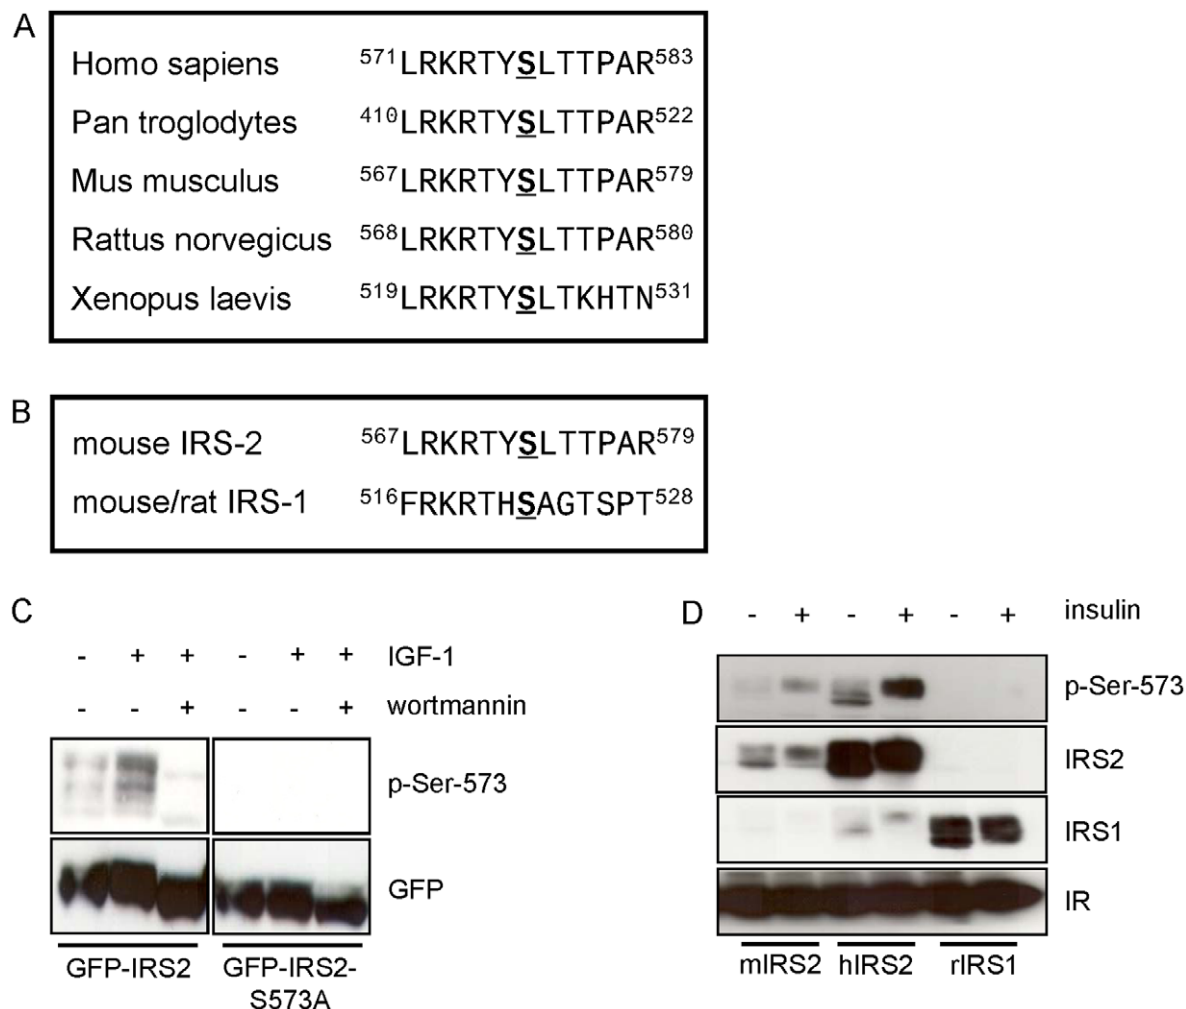 A
Homo sapiens 571LRKRTYSLTTPAR583
Pan troglodytes 410LRKRTYSLTTPAR522
Mus musculus 567LRKRTYSLTTPAR579
Rattus norvegicus 568LRKRTYSLTTPAR580
Xenopus laevis 519LRKRTYSLTKHTN531
B
mouse IRS-2 567LRKRTYSLTTPAR579
mouse/rat IRS-1 516FRKRTHSAGTSPT528
C
- + + - + + IGF-1
- - + - - + wortmannin
p-Ser-573
GFP
GFP-IRS2 GFP-IRS2-
S573A
D
- + - + - + insulin
p-Ser-573
IRS2
IRS1
IR
mIRS2 hIRS2 rIRS1